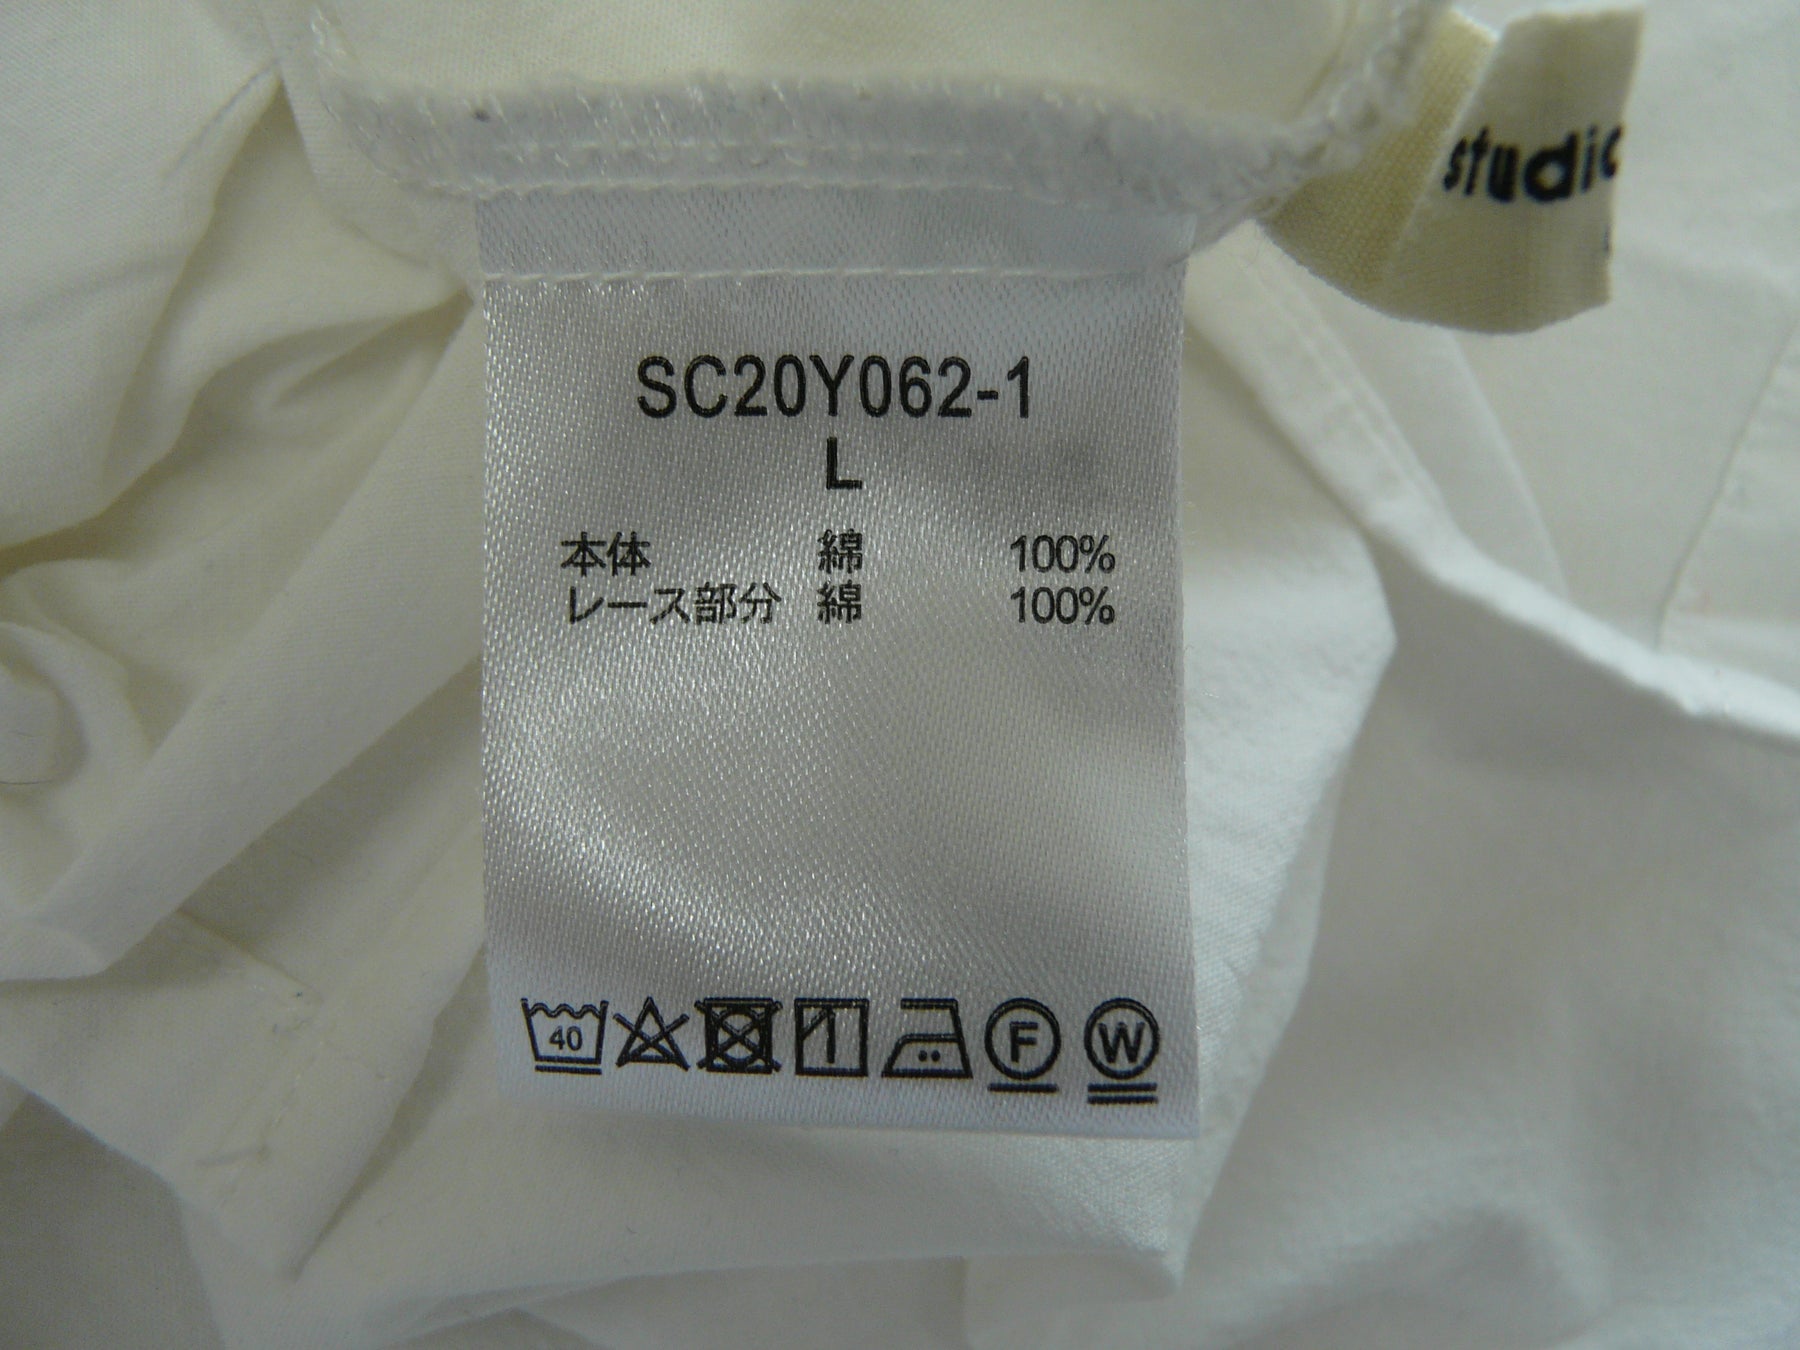 studio
SC20Y062-1
L
本体 綿 100%
レース部分 綿 100%
40 F W